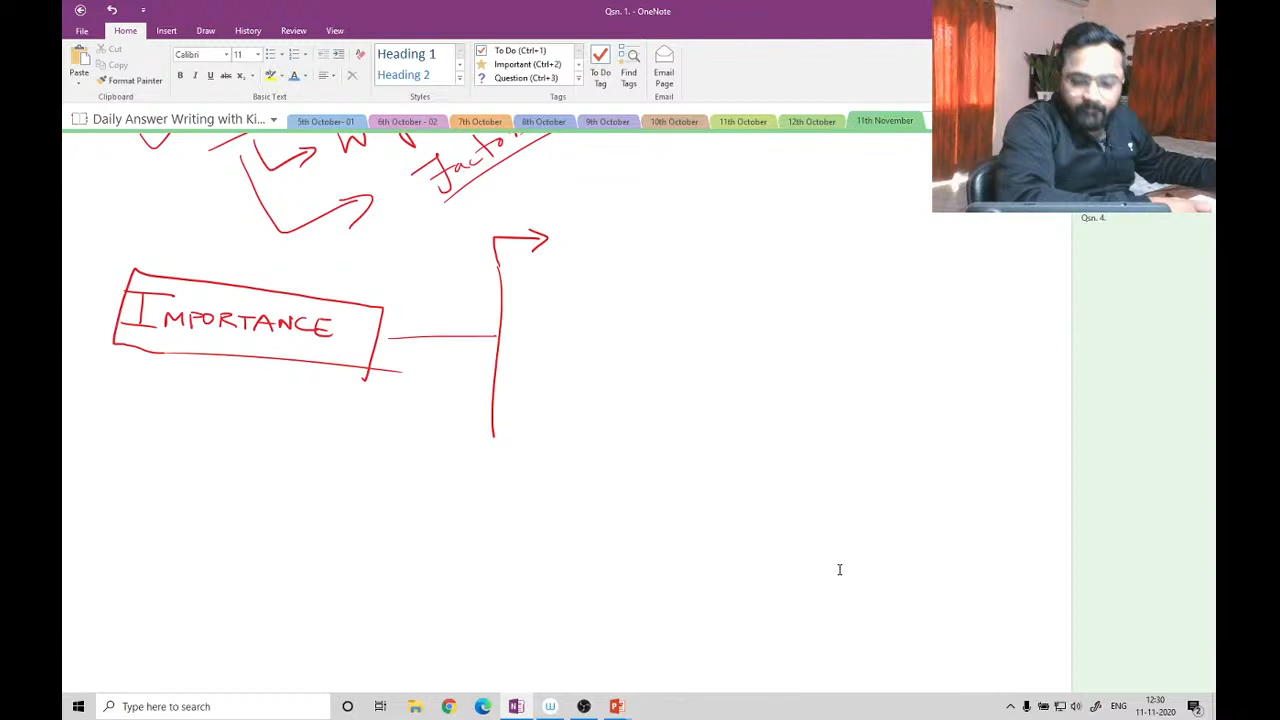 Qsn. 1. - OneNote
File Home Insert Draw History Review View
Paste
Cut
Copy
Format Painter
Clipboard
Calibri 11
B I U abc x₂ A
Basic Text
Heading 1
Heading 2
Styles
To Do (Ctrl+1)
Important (Ctrl+2)
Question (Ctrl+3)
To Do Tag
Find Tags
Tags
Email Page
Email
Daily Answer Writing with Ki... 5th October- 01 6th October - 02 7th October 8th October 9th October 10th October 11th October 12th October 11th November
Qsn. 4.
IMPORTANCE
Type here to search
ENG
12:30
11-11-2020
2